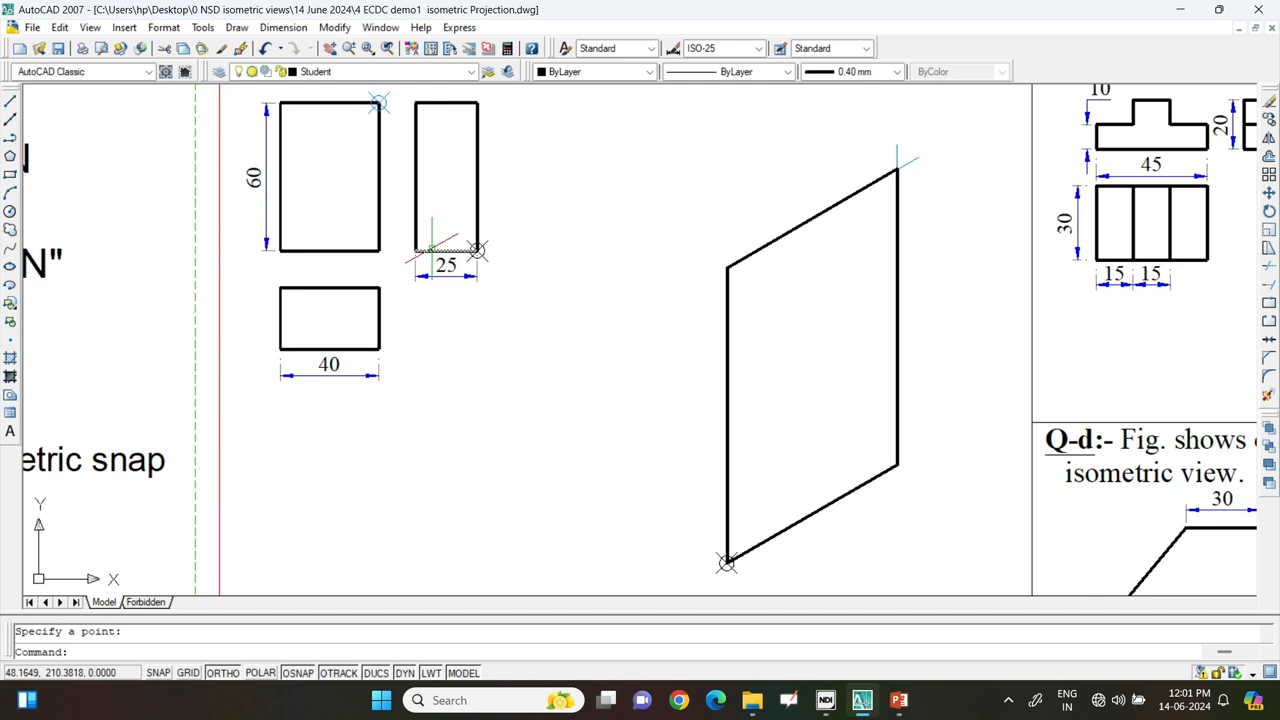 AutoCAD 2007 - [C:\Users\hp\Desktop\0 NSD isometric views\14 June 2024\4 ECDC demo1  isometric Projection.dwg]
File Edit View Insert Format Tools Draw Dimension Modify Window Help Express
Standard ISO-25 Standard
AutoCAD Classic Student ByLayer ByLayer 0.40 mm ByColor
60
25
40
10
20
45
30
15 15
N
N"
etric snap
Q-d:- Fig. shows
isometric view.
30
Y
X
Model Forbidden
Specify a point:
Command:
48.1649, 210.3818, 0.0000 SNAP GRID ORTHO POLAR OSNAP OTRACK DUCS DYN LWT MODEL
Search
ENG
IN
12:01 PM
14-06-2024